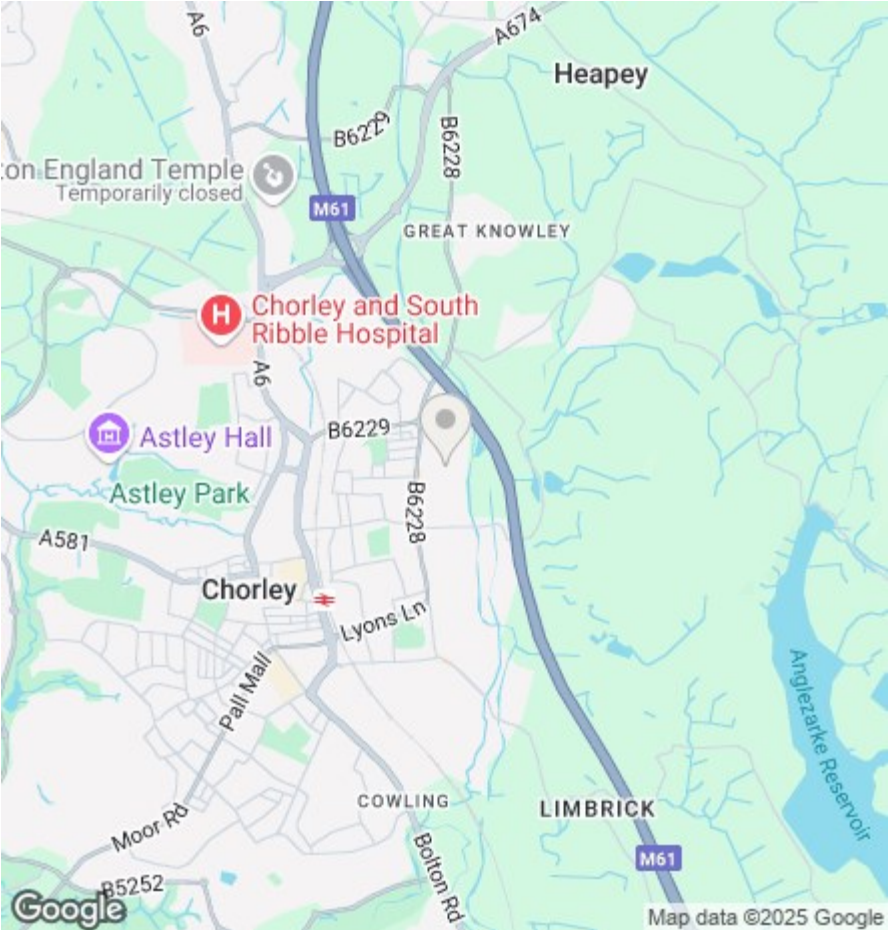 A6
A674
Heapey
B6229
B6228
ton England Temple
Temporarily closed
M61
GREAT KNOWLEY
H
Chorley and South
Ribble Hospital
A6
B6229
Astley Hall
Astley Park
B6228
A581
Chorley
Lyons Ln
Pall Mall
Anglezarke Reservoir
COWLING
LIMBRICK
Moor Rd
Bolton Rd
M61
B5252
Google
Map data ©2025 Google